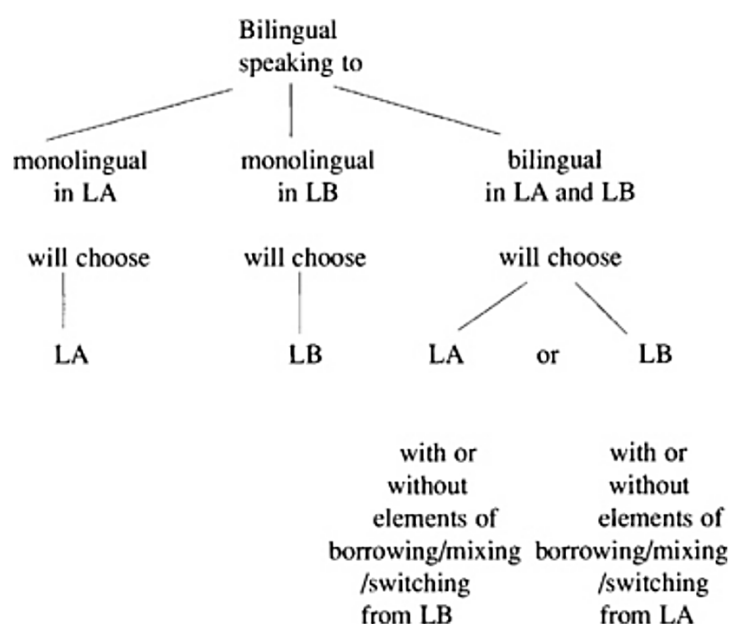 Bilingual
speaking to
monolingual
in LA
monolingual
in LB
bilingual
in LA and LB
will choose
will choose
will choose
LA
LB
LA or LB
with or
without
elements of
borrowing/mixing
/switching
from LB
with or
without
elements of
borrowing/mixing
/switching
from LA